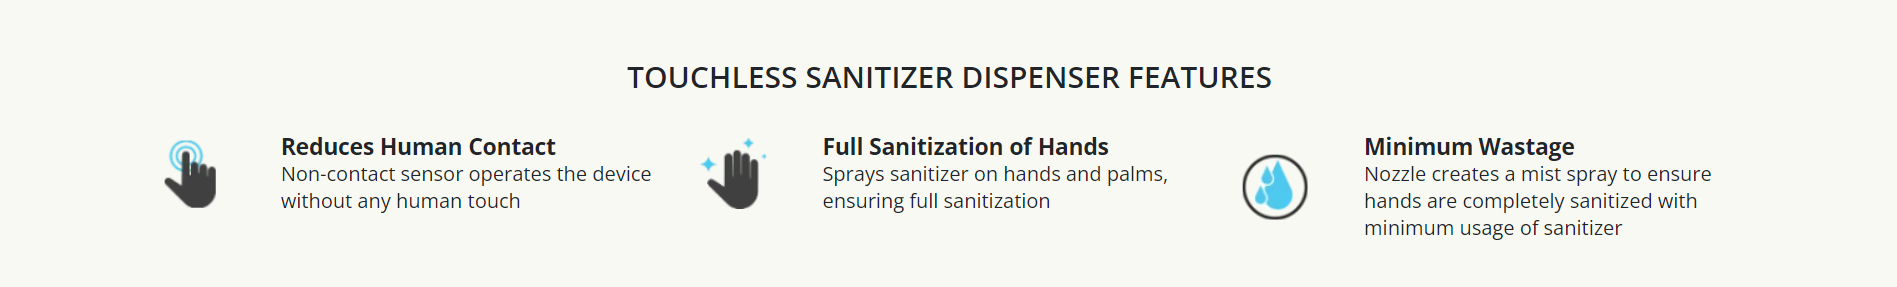 TOUCHLESS SANITIZER DISPENSER FEATURES
Reduces Human Contact
Non-contact sensor operates the device
without any human touch
Full Sanitization of Hands
Sprays sanitizer on hands and palms,
ensuring full sanitization
Minimum Wastage
Nozzle creates a mist spray to ensure
hands are completely sanitized with
minimum usage of sanitizer